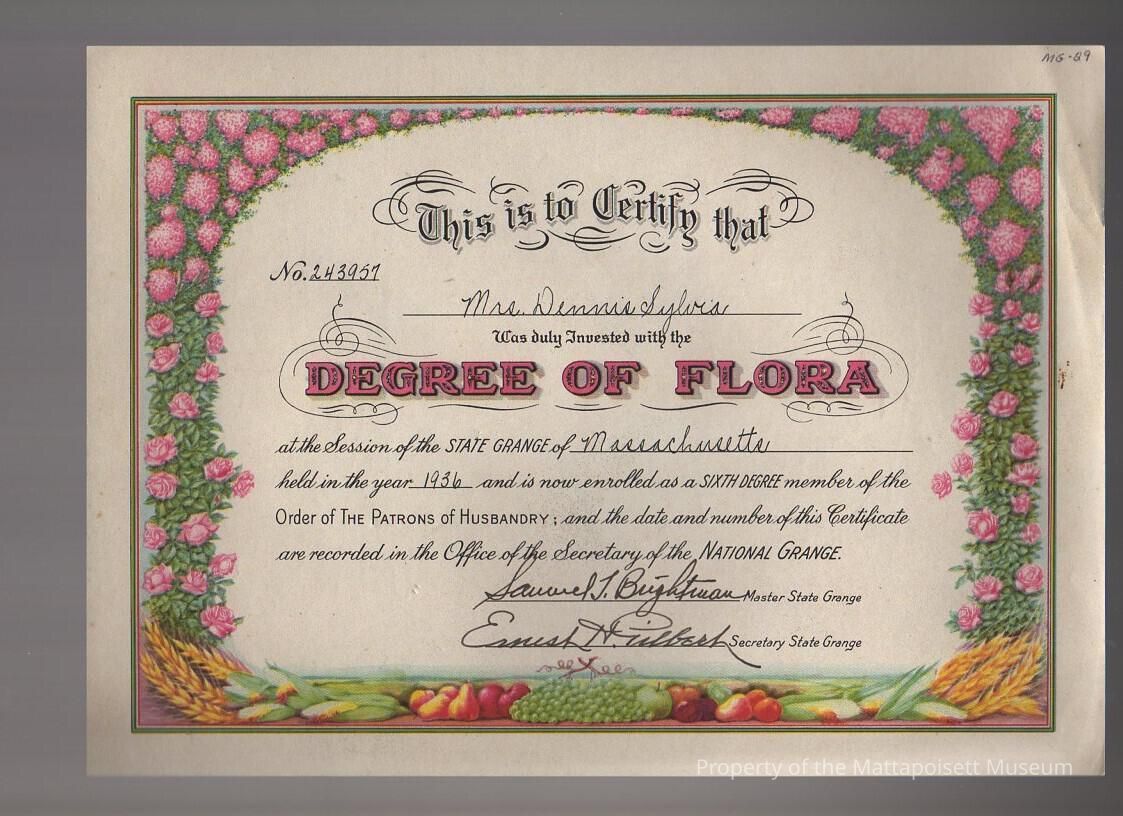 MG-29
This is to Certify that
No. 243957
Mrs. Dennis Sylvia
Was duly Invested with the
DEGREE OF FLORA
at the Session of the STATE GRANGE of Massachusetts
held in the year 1936 and is now enrolled as a SIXTH DEGREE member of the
Order of THE PATRONS of HUSBANDRY; and the date and number of this Certificate
are recorded in the Office of the Secretary of the NATIONAL GRANGE.
Samuel T. Brightman Master State Grange
Ernest H. Gilbert Secretary State Grange
Property of the Mattapoisett Museum